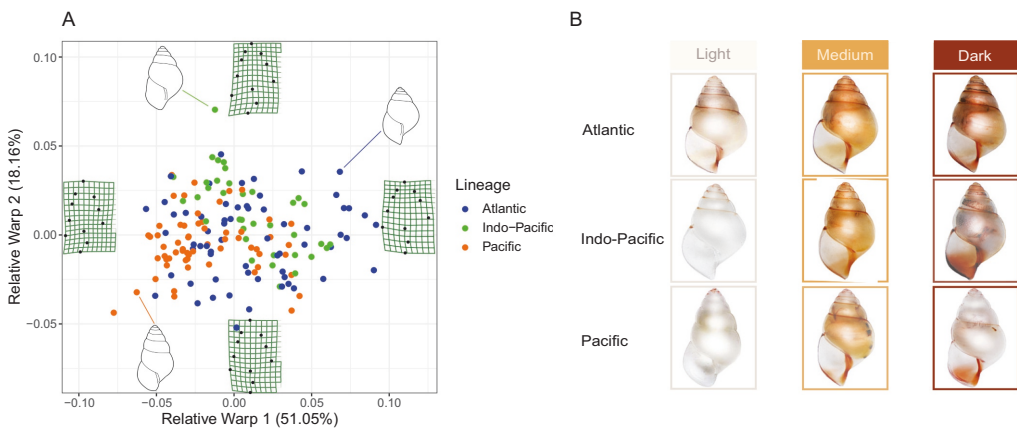 A
B
0.10
0.05
0.00
−0.05
Relative Warp 2 (18.16%)
−0.10
−0.05
0.00
0.05
0.10
Relative Warp 1 (51.05%)
Lineage
Atlantic
Indo−Pacific
Pacific
Light
Medium
Dark
Atlantic
Indo-Pacific
Pacific